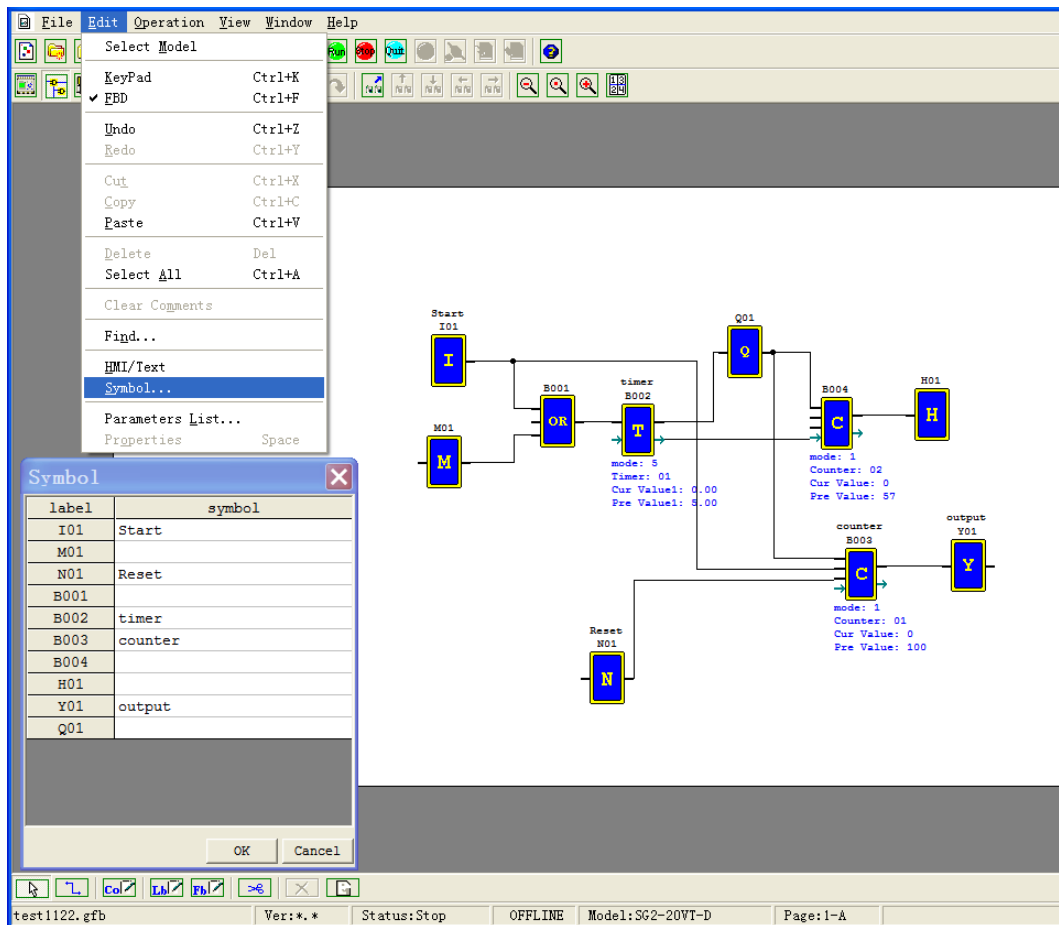 File Edit Operation View Window Help
Run Stop Quit
Select Model
KeyPad Ctrl+K
✓ FBD Ctrl+F
Undo Ctrl+Z
Redo Ctrl+Y
Cut Ctrl+X
Copy Ctrl+C
Paste Ctrl+V
Delete Del
Select All Ctrl+A
Clear Comments
Find...
HMI/Text
Symbol...
Parameters List...
Properties Space
Start
I01
I
M01
M
B001
OR
timer
B002
T
mode: 5
Timer: 01
Cur Value1: 0.00
Pre Value1: 5.00
Q01
Q
B004
C
mode: 1
Counter: 02
Cur Value: 0
Pre Value: 57
H01
H
counter
B003
C
mode: 1
Counter: 01
Cur Value: 0
Pre Value: 100
output
Y01
Y
Reset
N01
N
Symbol
label symbol
I01 Start
M01
N01 Reset
B001
B002 timer
B003 counter
B004
H01
Y01 output
Q01
OK Cancel
Co Lb Fb
test1122.gfb Ver:*.* Status:Stop OFFLINE Model:SG2-20VT-D Page:1-A